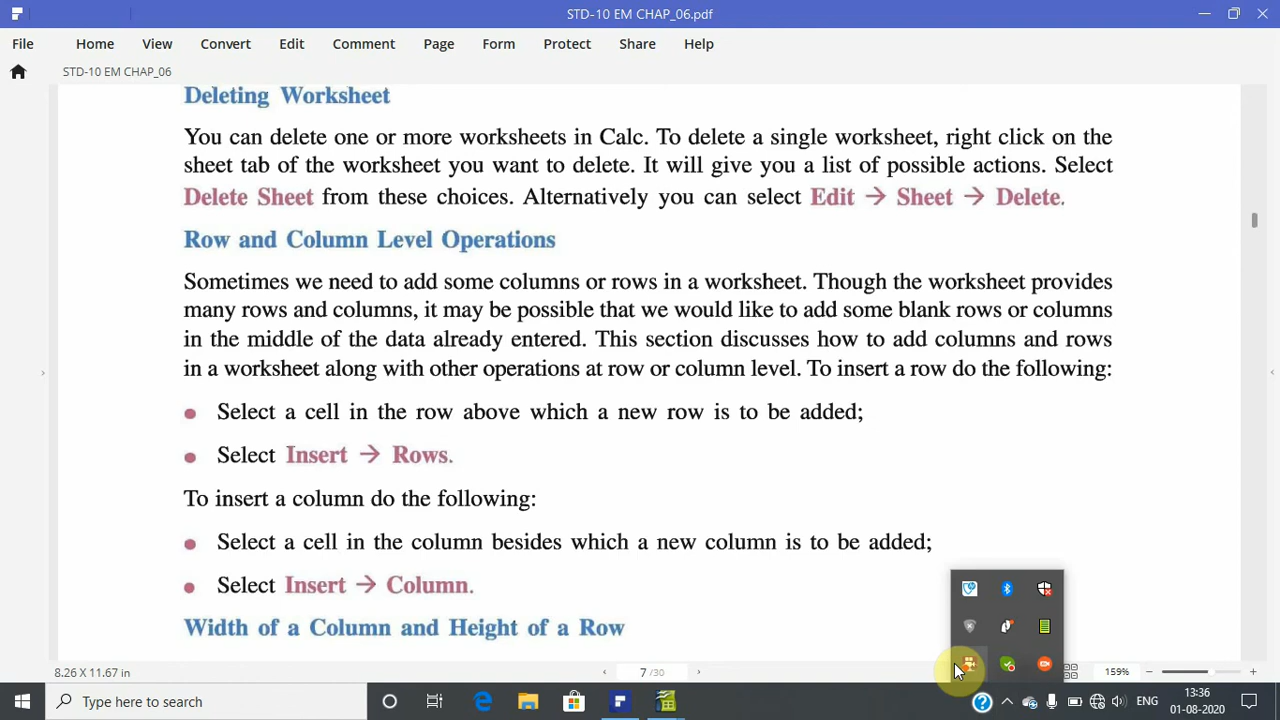 STD-10 EM CHAP_06.pdf
File Home View Convert Edit Comment Page Form Protect Share Help
STD-10 EM CHAP_06
Deleting Worksheet
You can delete one or more worksheets in Calc. To delete a single worksheet, right click on the
sheet tab of the worksheet you want to delete. It will give you a list of possible actions. Select
Delete Sheet from these choices. Alternatively you can select Edit → Sheet → Delete.
Row and Column Level Operations
Sometimes we need to add some columns or rows in a worksheet. Though the worksheet provides
many rows and columns, it may be possible that we would like to add some blank rows or columns
in the middle of the data already entered. This section discusses how to add columns and rows
in a worksheet along with other operations at row or column level. To insert a row do the following:
● Select a cell in the row above which a new row is to be added;
● Select Insert → Rows.
To insert a column do the following:
● Select a cell in the column besides which a new column is to be added;
● Select Insert → Column.
Width of a Column and Height of a Row
8.26 x 11.67 in 7 /30 159%
Type here to search ENG 13:36
01-08-2020